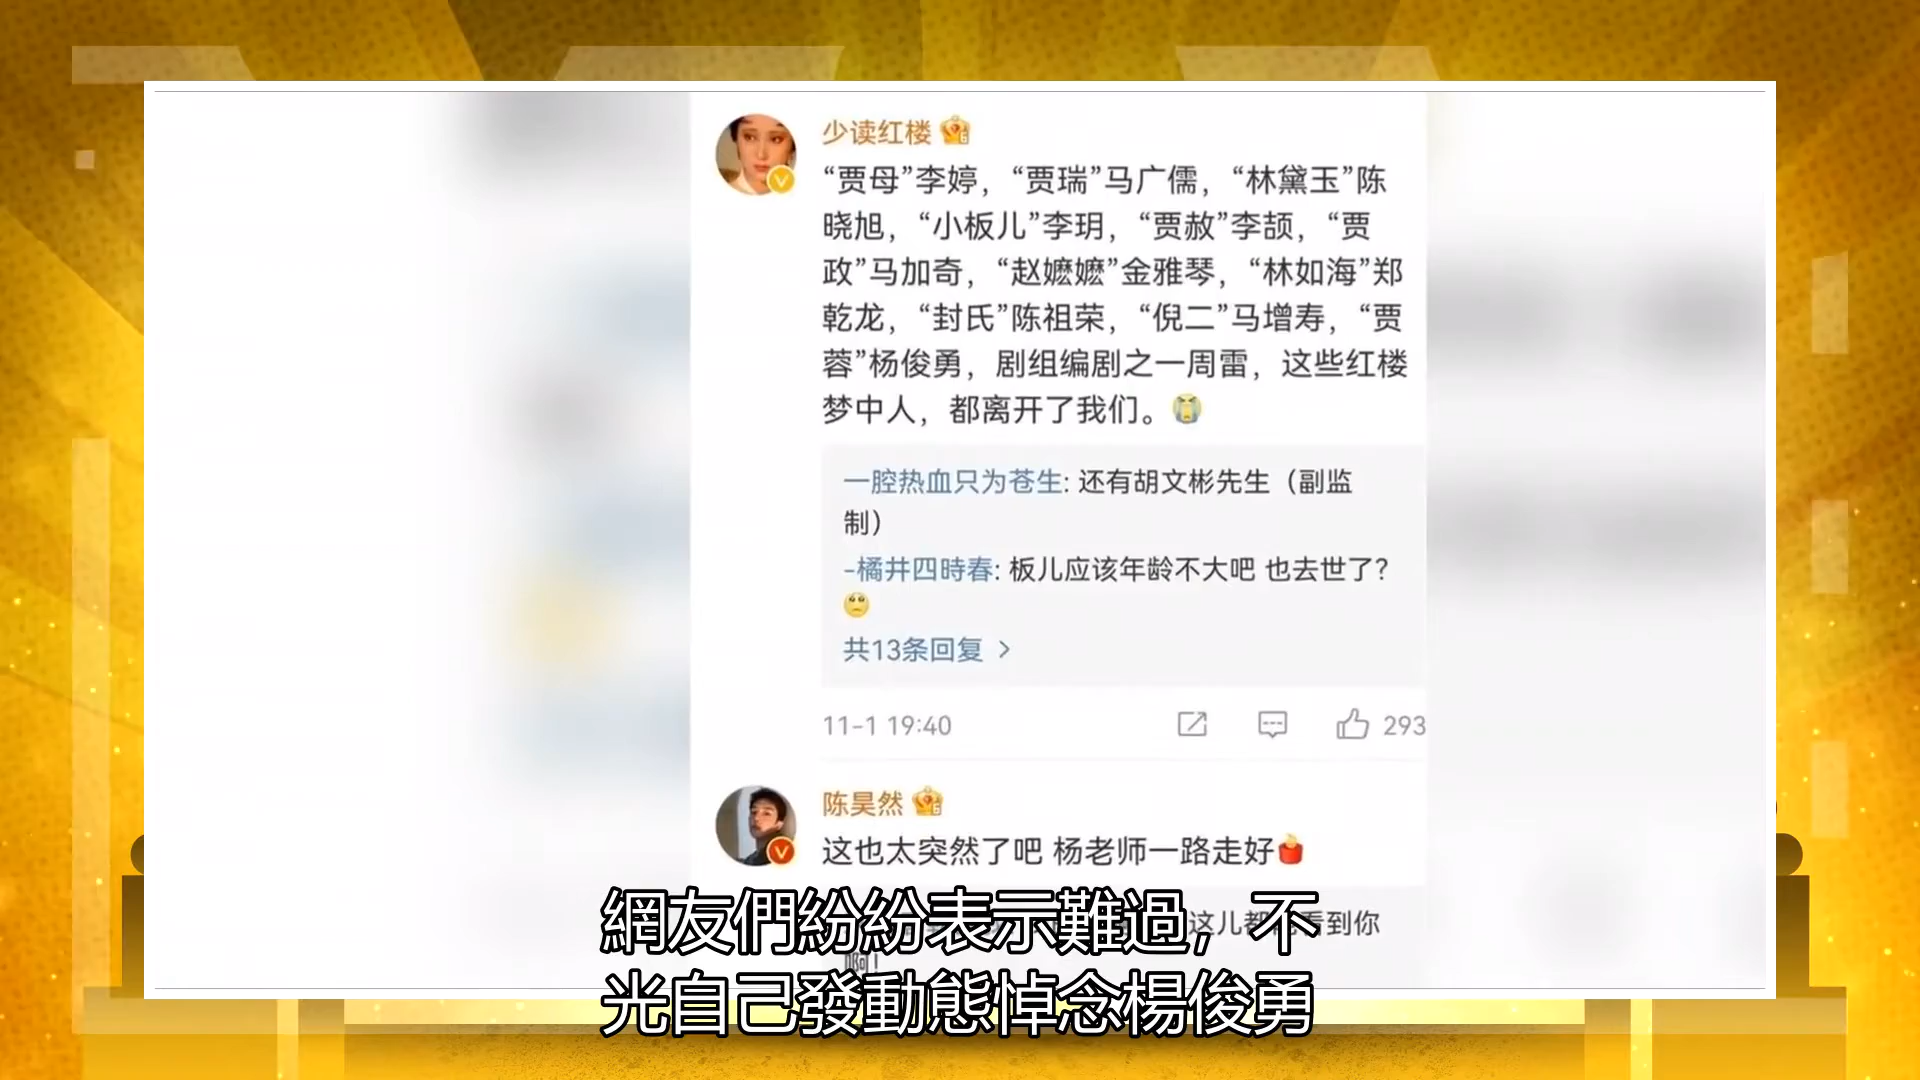 少读红楼
“贾母”李婷，“贾瑞”马广儒，“林黛玉”陈
晓旭，“小板儿”李玥，“贾赦”李颉，“贾
政”马加奇，“赵嬷嬷”金雅琴，“林如海”郑
乾龙，“封氏”陈祖荣，“倪二”马增寿，“贾
蓉”杨俊勇，剧组编剧之一周雷，这些红楼
梦中人，都离开了我们。
一腔热血只为苍生: 还有胡文彬先生（副监
制）
-橘井四時春: 板儿应该年龄不大吧 也去世了?
共13条回复 >
11-1 19:40
293
陈昊然
这也太突然了吧 杨老师一路走好
这儿都
看到你
啊!
網友們紛紛表示難過，不
光自己發動態悼念楊俊勇